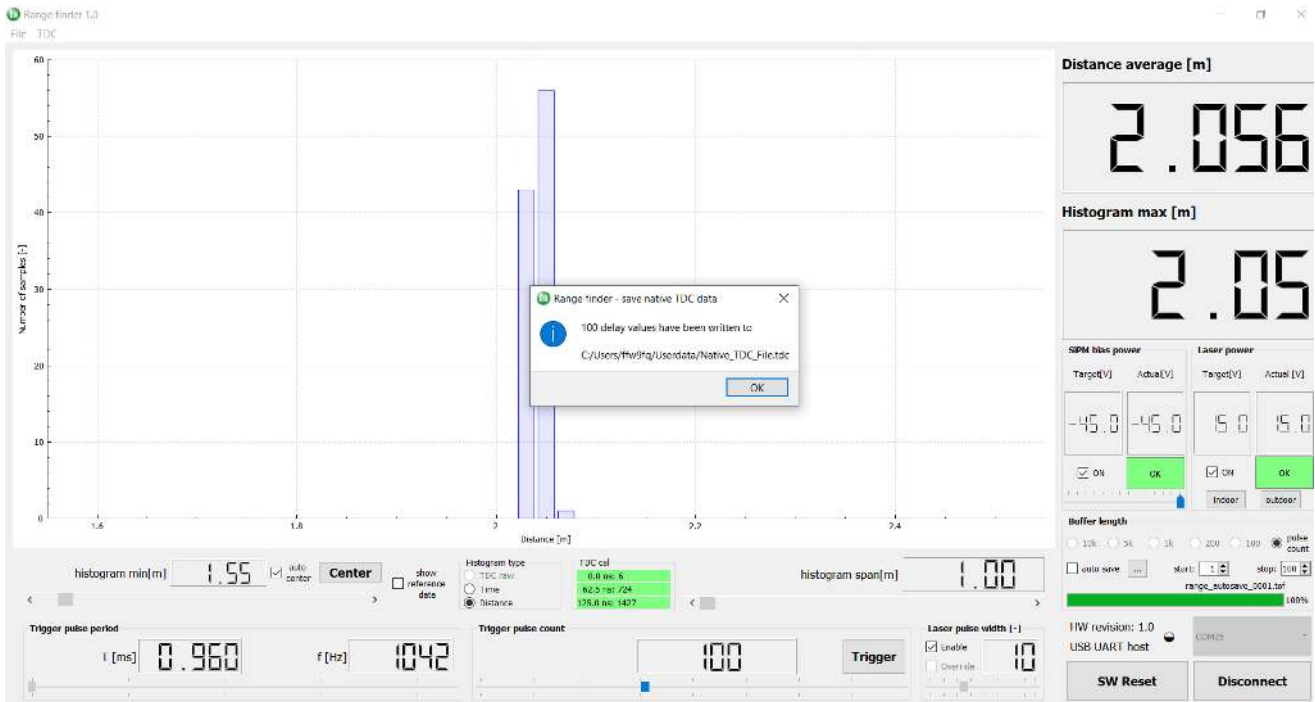 Range finder 1.0
File TDC
60
50
40
30
20
10
0
Number of samples [-]
1.6 1.8 2 2.2 2.4
Distance [m]
Range finder - save native TDC data
100 delay values have been written to
C:/Users/ffw9fq/Userdata/Native_TDC_File.tdc
OK
Distance average [m]
2.056
Histogram max [m]
2.05
SiPM bias power
Target[V] Actual[V]
-45.0 -45.0
ON OK
Laser power
Target[V] Actual [V]
15.0 15.0
ON OK
Indoor outdoor
Buffer length
10k 5k 1k 200 100 pulse count
auto save ... start: 1 stop: 100
range_autosave_0001.tof
100%
histogram min[m] 1.55 auto center Center show reference data
Histogram type
TDC raw
Time
Distance
TDC cal
0.0 ns: 6
62.5 ns: 724
125.0 ns: 1427
histogram span[m] 1.00
Trigger pulse period
T [ms] 0.960 f [Hz] 1042
Trigger pulse count
100 Trigger
Laser pulse width [-]
Enable
Override
10
HW revision: 1.0
USB UART host
COM25
SW Reset Disconnect